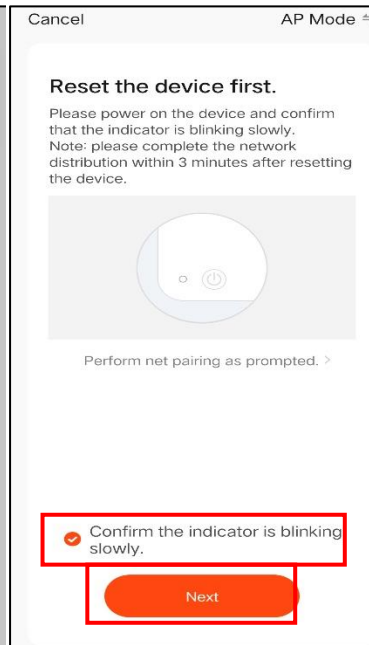 Cancel
AP Mode
Reset the device first.
Please power on the device and confirm
that the indicator is blinking slowly.
Note: please complete the network
distribution within 3 minutes after resetting
the device.
Perform net pairing as prompted. >
Confirm the indicator is blinking
slowly.
Next